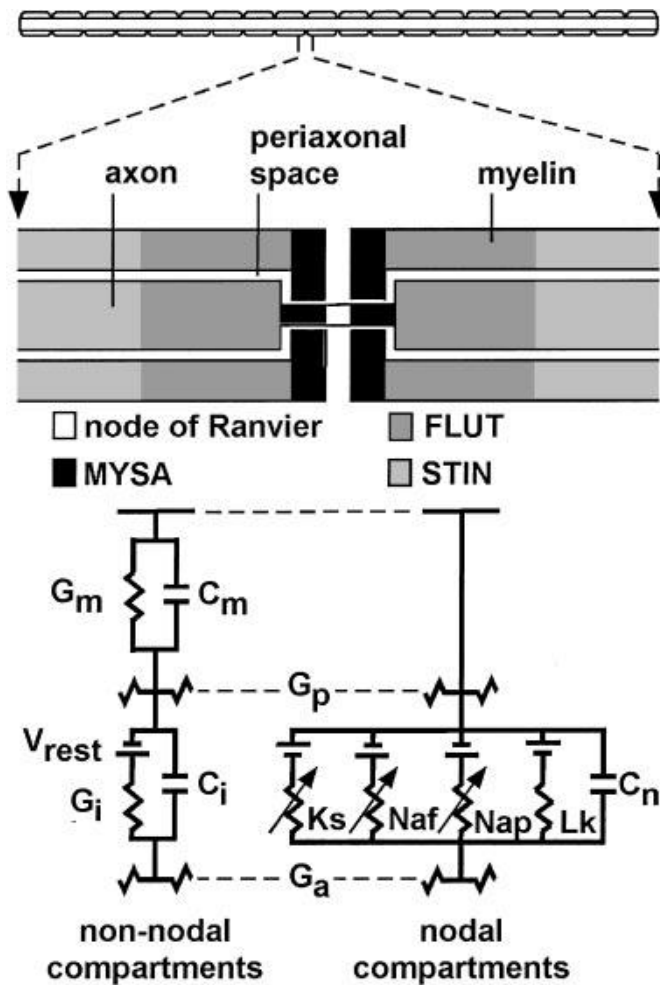 periaxonal
axon space myelin
node of Ranvier FLUT
MYSA STIN
Gm Cm
Gp
Vrest
Gi Ci Ks Naf Nap Lk Cn
Ga
non-nodal nodal
compartments compartments